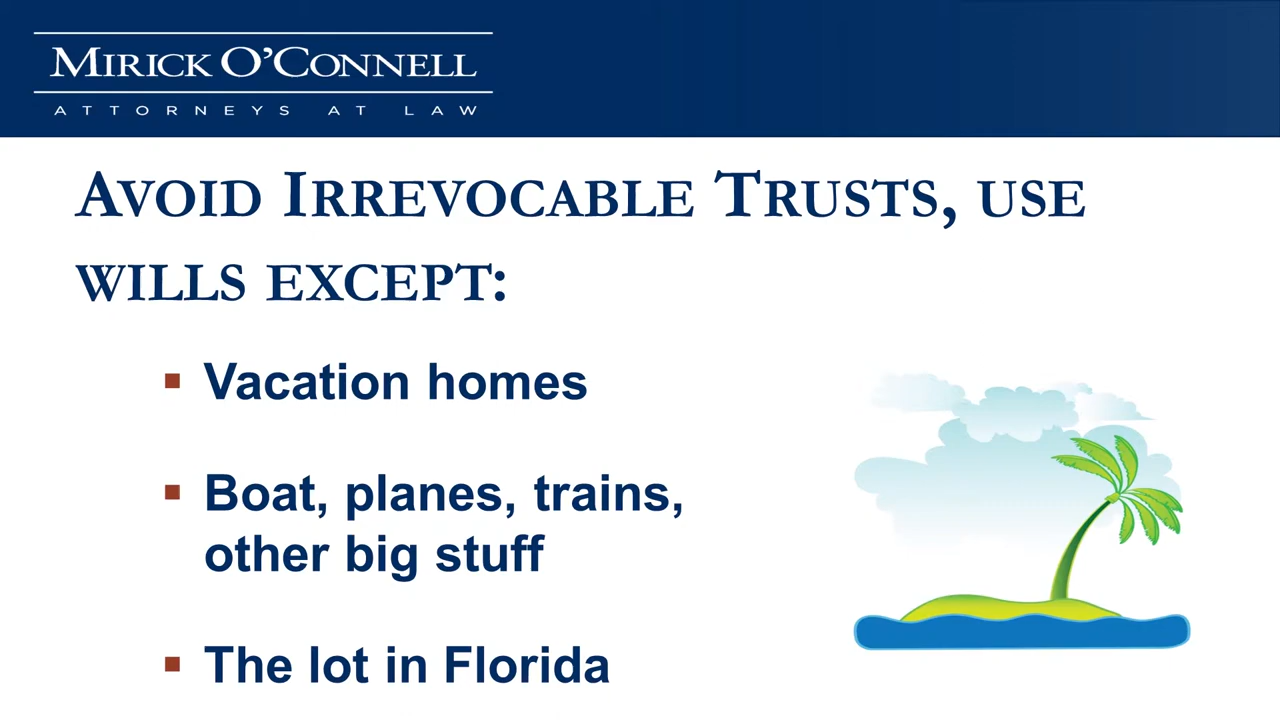 MIRICK O'CONNELL
ATTORNEYS AT LAW
AVOID IRREVOCABLE TRUSTS, USE
WILLS EXCEPT:
▪ Vacation homes
▪ Boat, planes, trains,
other big stuff
▪ The lot in Florida